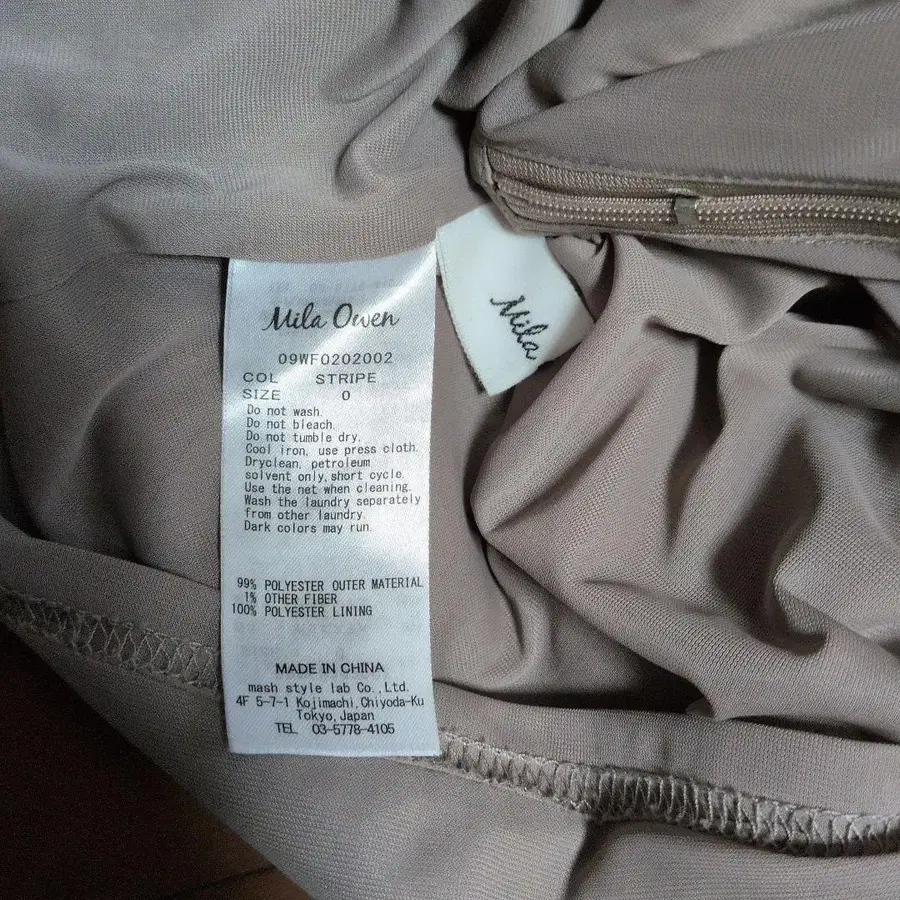 Mila Owen
09WF0202002
COL STRIPE
SIZE 0
Do not wash.
Do not bleach.
Do not tumble dry.
Cool iron, use press cloth.
Dryclean, petroleum
solvent only, short cycle.
Use the net when cleaning.
Wash the laundry separately
from other laundry.
Dark colors may run.
99% POLYESTER OUTER MATERIAL
1% OTHER FIBER
100% POLYESTER LINING
MADE IN CHINA
mash style lab Co., Ltd.
4F 5-7-1 Kojimachi, Chiyoda-Ku
Tokyo, Japan
TEL 03-5778-4105
Mila